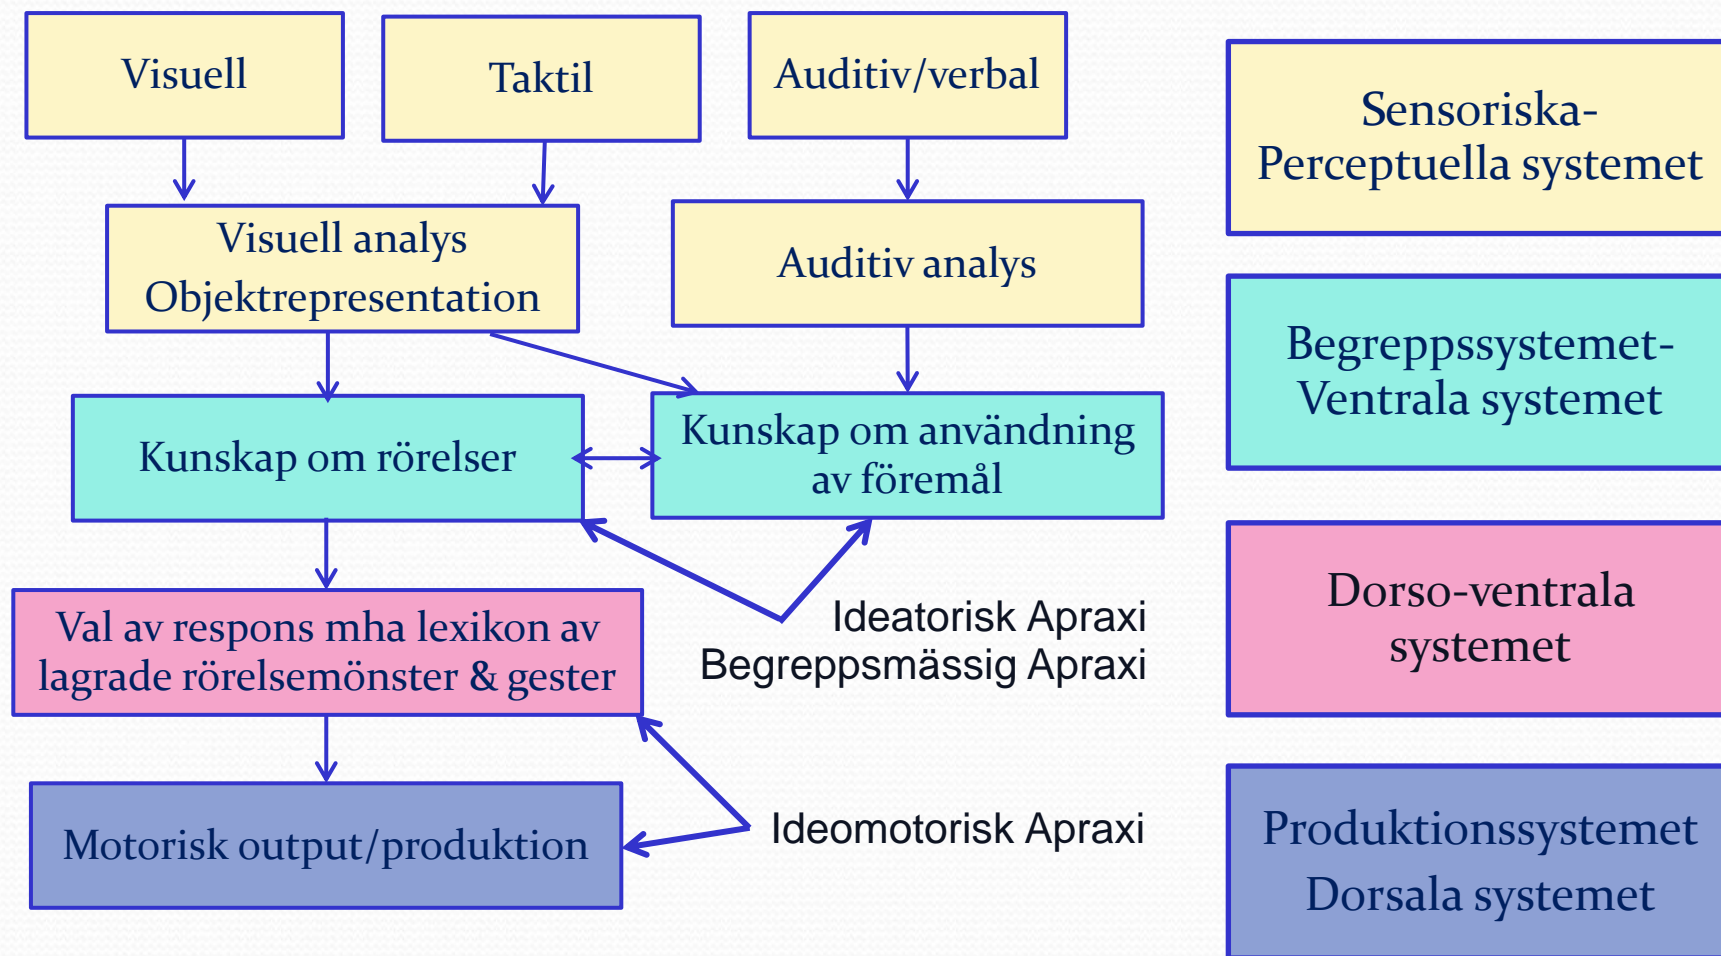 Visuell
Taktil
Auditiv/verbal
Visuell analys
Objektrepresentation
Auditiv analys
Kunskap om rörelser
Kunskap om användning
av föremål
Ideatorisk Apraxi
Begreppsmässig Apraxi
Val av respons mha lexikon av
lagrade rörelsemönster & gester
Ideomotorisk Apraxi
Motorisk output/produktion
Sensoriska-
Perceptuella systemet
Begreppssystemet-
Ventrala systemet
Dorso-ventrala
systemet
Produktionssystemet
Dorsala systemet